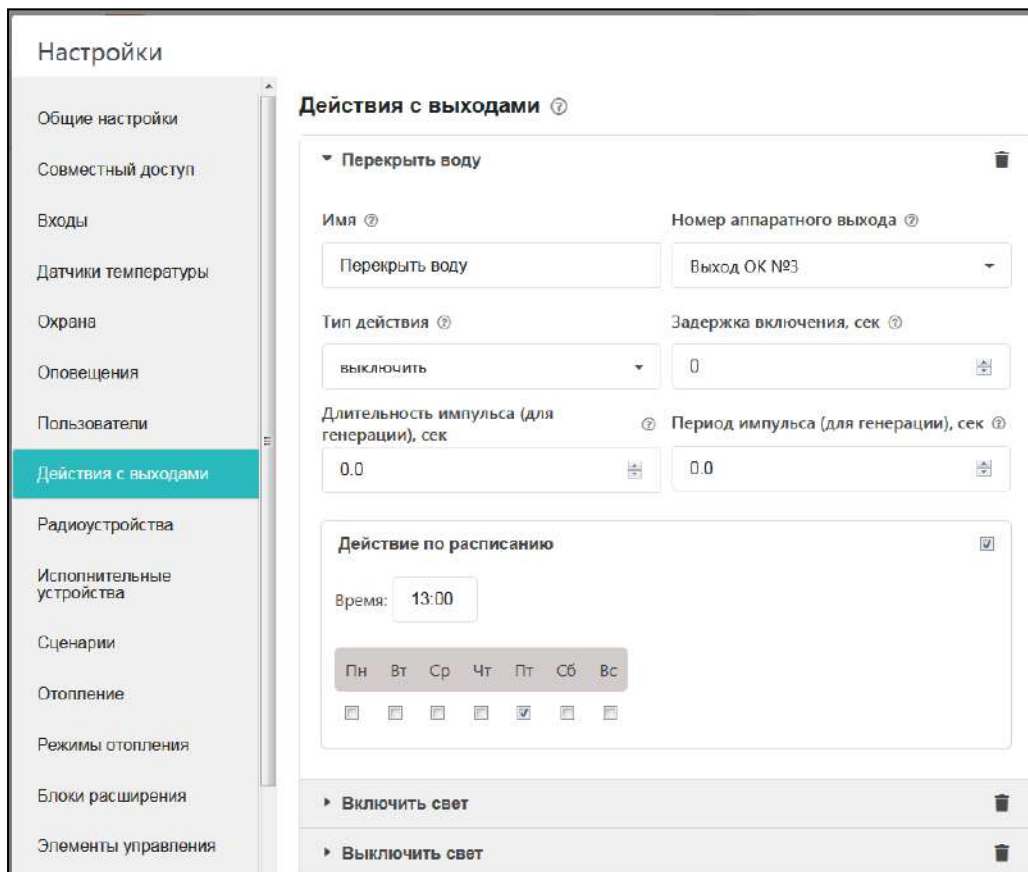 Настройки
Общие настройки
Совместный доступ
Входы
Датчики температуры
Охрана
Оповещения
Пользователи
Действия с выходами
Радиоустройства
Исполнительные
устройства
Сценарии
Отопление
Режимы отопления
Блоки расширения
Элементы управления
Действия с выходами
Перекрыть воду
Имя
Номер аппаратного выхода
Перекрыть воду
Выход ОК №3
Тип действия
Задержка включения, сек
выключить
0
Длительность импульса (для
генерации), сек
Период импульса (для генерации), сек
0.0
0.0
Действие по расписанию
Время: 13:00
Пн Вт Ср Чт Пт Сб Вс
Включить свет
Выключить свет